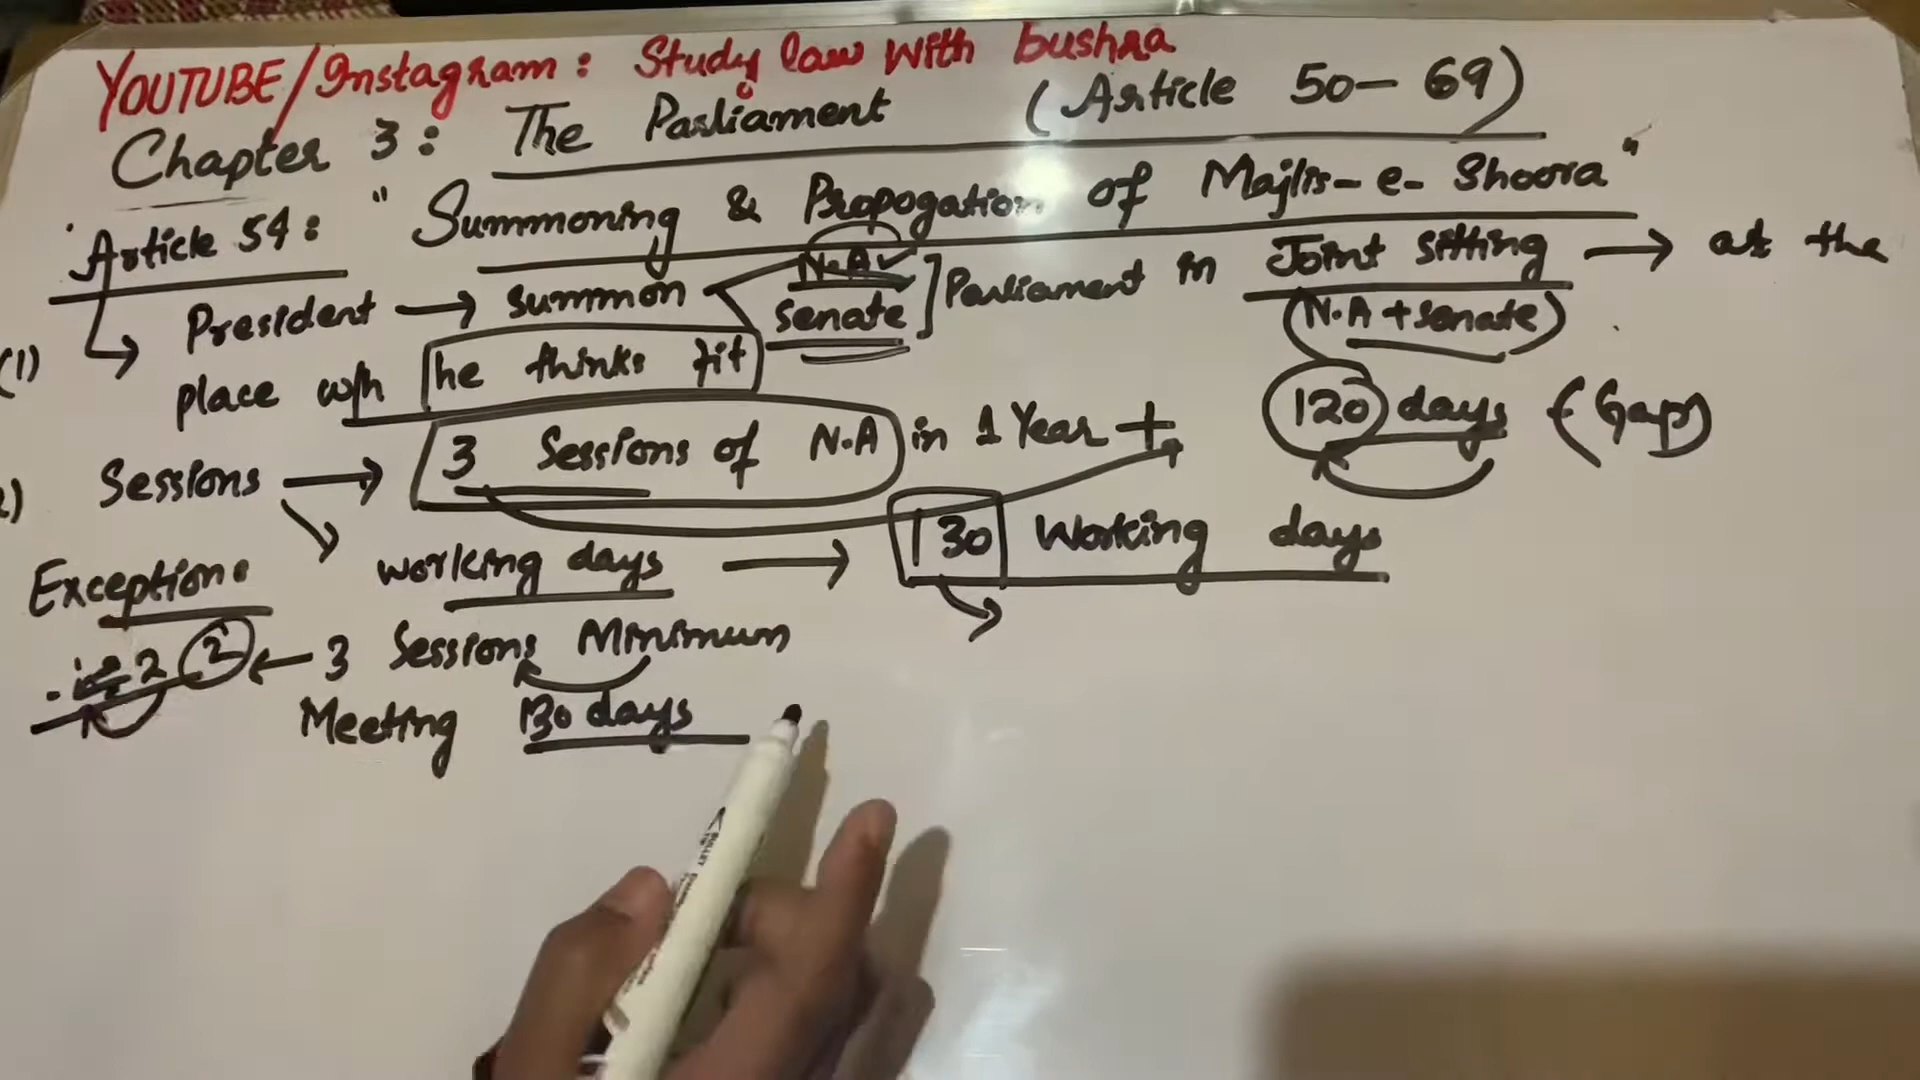 YOUTUBE/Instagram: Study law with bushra
Chapter 3: The Parliament (Article 50-69)
Article 54: "Summoning & Propogation of Majlis-e-Shoora"
(1) President → summon N.A Senate ] Parliament in Joint Sitting → at the
(N.A + Senate)
place wh he thinks fit
Sessions → 3 Sessions of N.A in 1 Year + 120 days (Gaps)
working days → 130 Working days
Exception:
2 ← 3 Sessions Minimum
Meeting 130 days